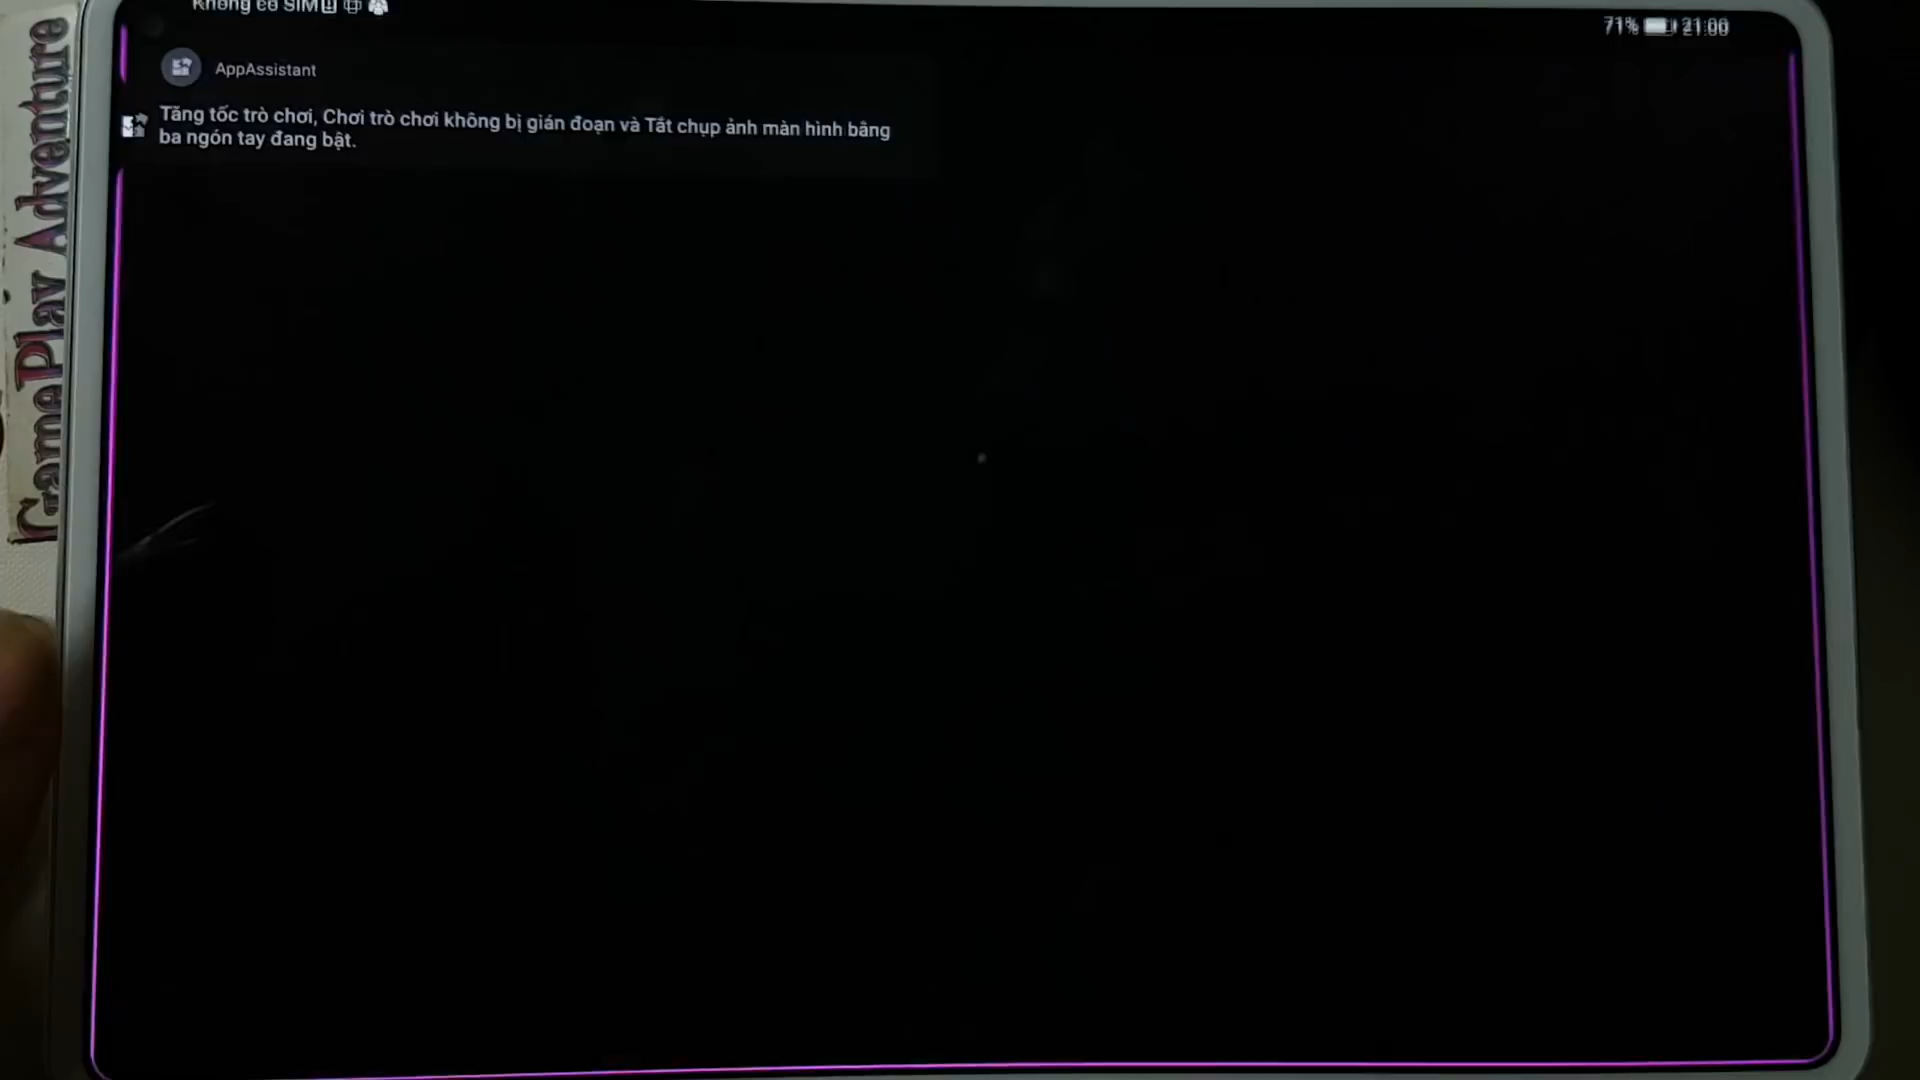 Không có SIM
71% 21:00
AppAssistant
Tăng tốc trò chơi, Chơi trò chơi không bị gián đoạn và Tắt chụp ảnh màn hình bằng
ba ngón tay đang bật.
GamePlay Adventure